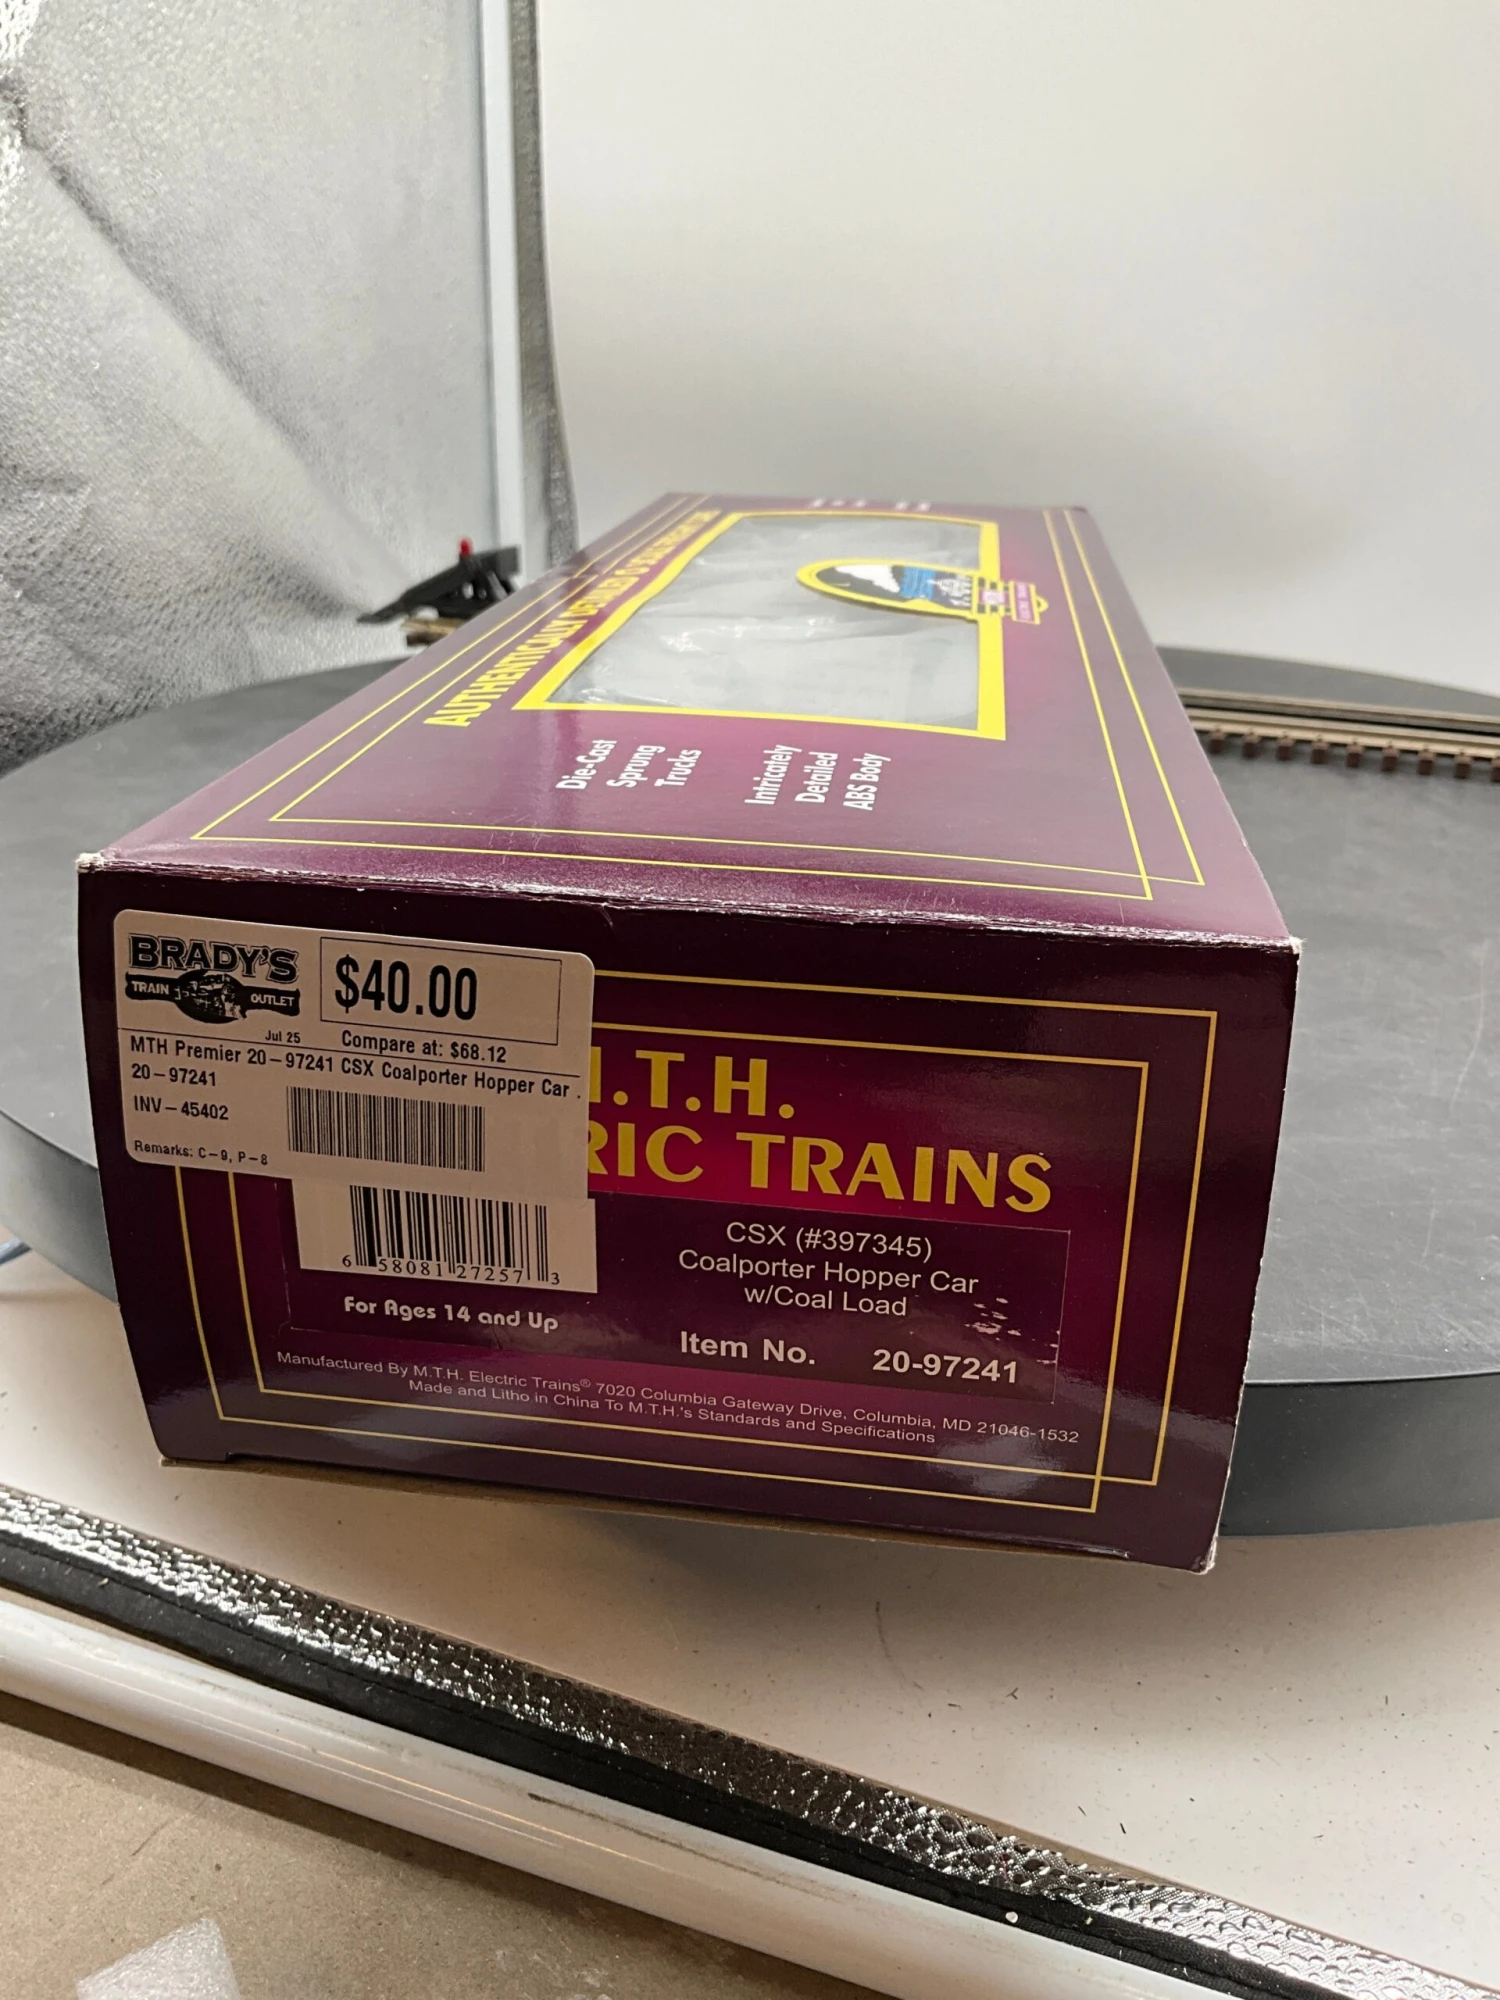 AUTHENTICALLY DETAILED O SCALE FREIGHT CARS
Die-Cast
Sprung
Trucks
Intricately
Detailed
ABS Body
BRADY'S
TRAIN OUTLET
$40.00
Jul 25
Compare at: $68.12
MTH Premier 20-97241 CSX Coalporter Hopper Car .
20-97241
INV-45402
Remarks: C-9, P-8
.T.H.
RIC TRAINS
6 58081 27257 3
For Ages 14 and Up
CSX (#397345)
Coalporter Hopper Car
w/Coal Load
Item No. 20-97241
Manufactured By M.T.H. Electric Trains® 7020 Columbia Gateway Drive, Columbia, MD 21046-1532
Made and Litho in China To M.T.H.'s Standards and Specifications